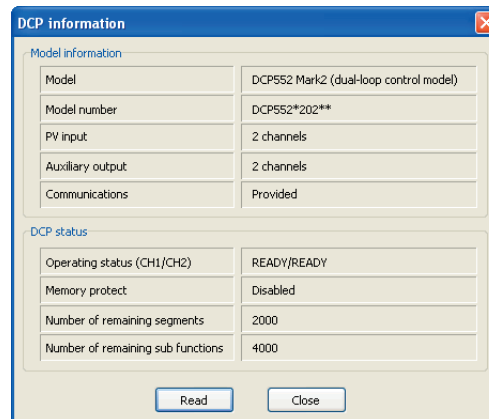 DCP information
Model information
Model DCP552 Mark2 (dual-loop control model)
Model number DCP552*202**
PV input 2 channels
Auxiliary output 2 channels
Communications Provided
DCP status
Operating status (CH1/CH2) READY/READY
Memory protect Disabled
Number of remaining segments 2000
Number of remaining sub functions 4000
Read Close